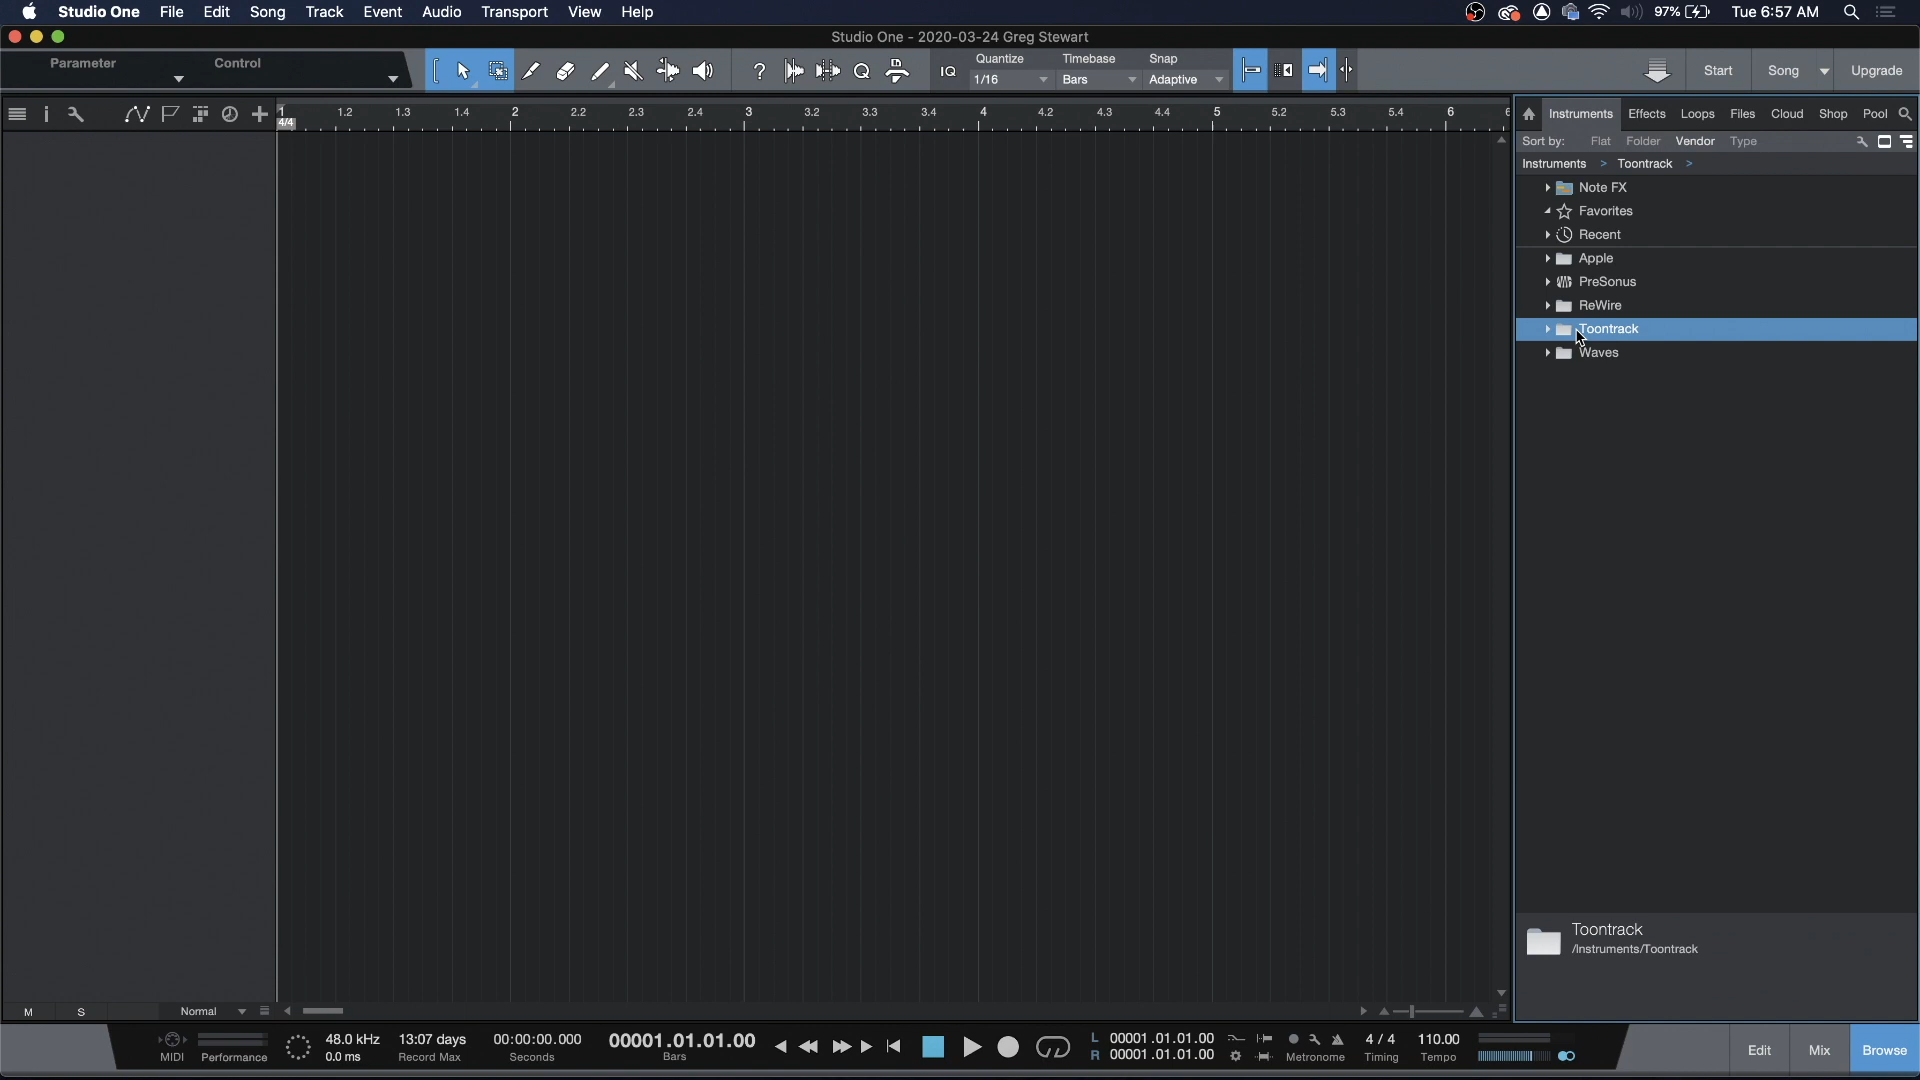 Studio One File Edit Song Track Event Audio Transport View Help 97% Tue 6:57 AM
Studio One - 2020-03-24 Greg Stewart
Parameter Control
? Q IQ
Quantize Timebase Snap
1/16 Bars Adaptive
Start Song Upgrade
i 1 1.2 1.3 1.4 2 2.2 2.3 2.4 3 3.2 3.3 3.4 4 4.2 4.3 4.4 5 5.2 5.3 5.4 6
4/4
Instruments Effects Loops Files Cloud Shop Pool
Sort by: Flat Folder Vendor Type
Instruments > Toontrack >
Note FX
Favorites
Recent
Apple
PreSonus
ReWire
Toontrack
Waves
Toontrack
/Instruments/Toontrack
M S Normal
48.0 kHz 13:07 days 00:00:00.000 00001.01.01.00 L 00001.01.01.00 4 / 4 110.00
MIDI Performance 0.0 ms Record Max Seconds Bars R 00001.01.01.00 Metronome Timing Tempo
Edit Mix Browse